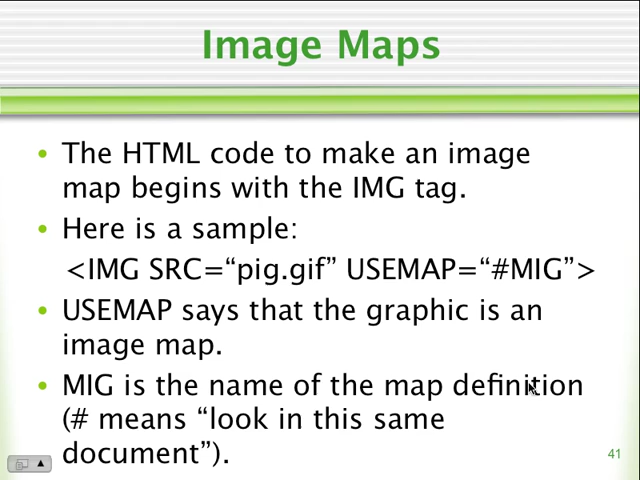 Image Maps
• The HTML code to make an image
map begins with the IMG tag.
• Here is a sample:
<IMG SRC=“pig.gif” USEMAP=“#MIG”>
• USEMAP says that the graphic is an
image map.
• MIG is the name of the map definition
(# means “look in this same
document”).
41